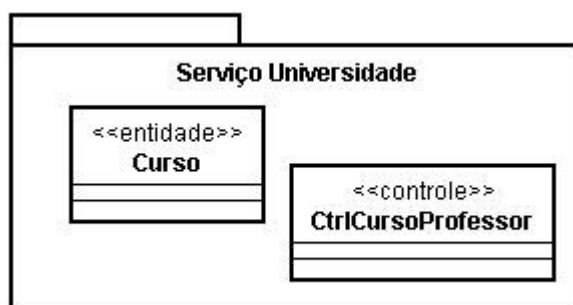 Serviço Universidade
<<entidade>>
Curso
<<controle>>
CtrlCursoProfessor